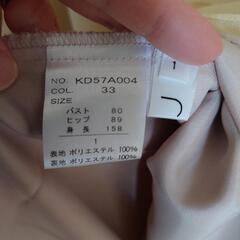 NO. KD57A004
COL. 33
SIZE
バスト 80
ヒップ 89
身長 158
1
表地 ポリエステル 100%
裏地 ポリエステル 100%
1